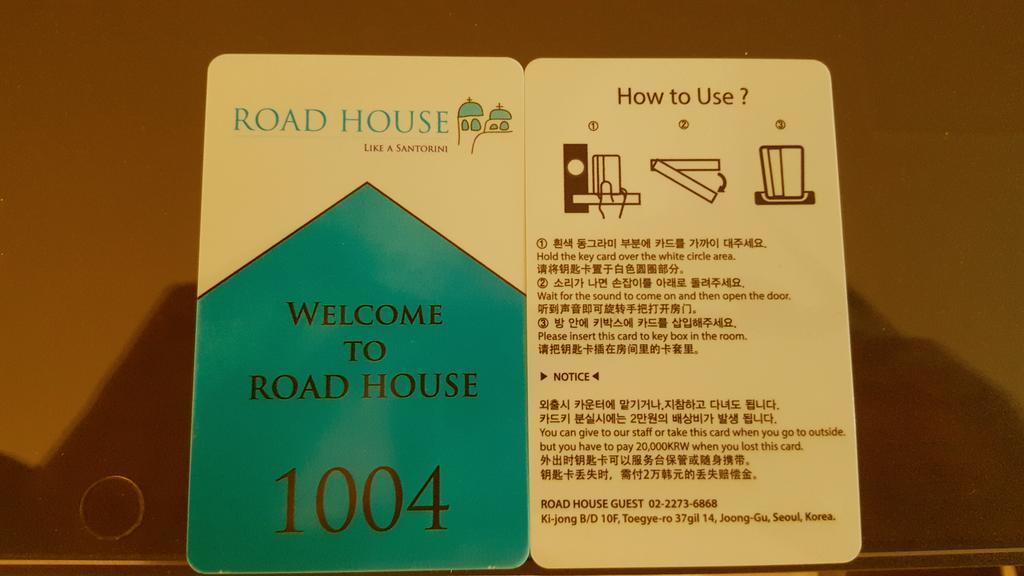 ROAD HOUSE
LIKE A SANTORINI
WELCOME
TO
ROAD HOUSE
1004
How to Use ?
① ② ③
① 흰색 동그라미 부분에 카드를 가까이 대주세요.
Hold the key card over the white circle area.
请将钥匙卡置于白色圆圈部分。
② 소리가 나면 손잡이를 아래로 돌려주세요.
Wait for the sound to come on and then open the door.
听到声音即可旋转手把打开房门。
③ 방 안에 키박스에 카드를 삽입해주세요.
Please insert this card to key box in the room.
请把钥匙卡插在房间里的卡套里。
▶ NOTICE ◀
외출시 카운터에 맡기거나,지참하고 다녀도 됩니다.
카드키 분실시에는 2만원의 배상비가 발생 됩니다.
You can give to our staff or take this card when you go to outside.
but you have to pay 20,000KRW when you lost this card.
外出时钥匙卡可以服务台保管或随身携带。
钥匙卡丢失时，需付2万韩元的丢失赔偿金。
ROAD HOUSE GUEST 02-2273-6868
Ki-jong B/D 10F, Toegye-ro 37gil 14, Joong-Gu, Seoul, Korea.